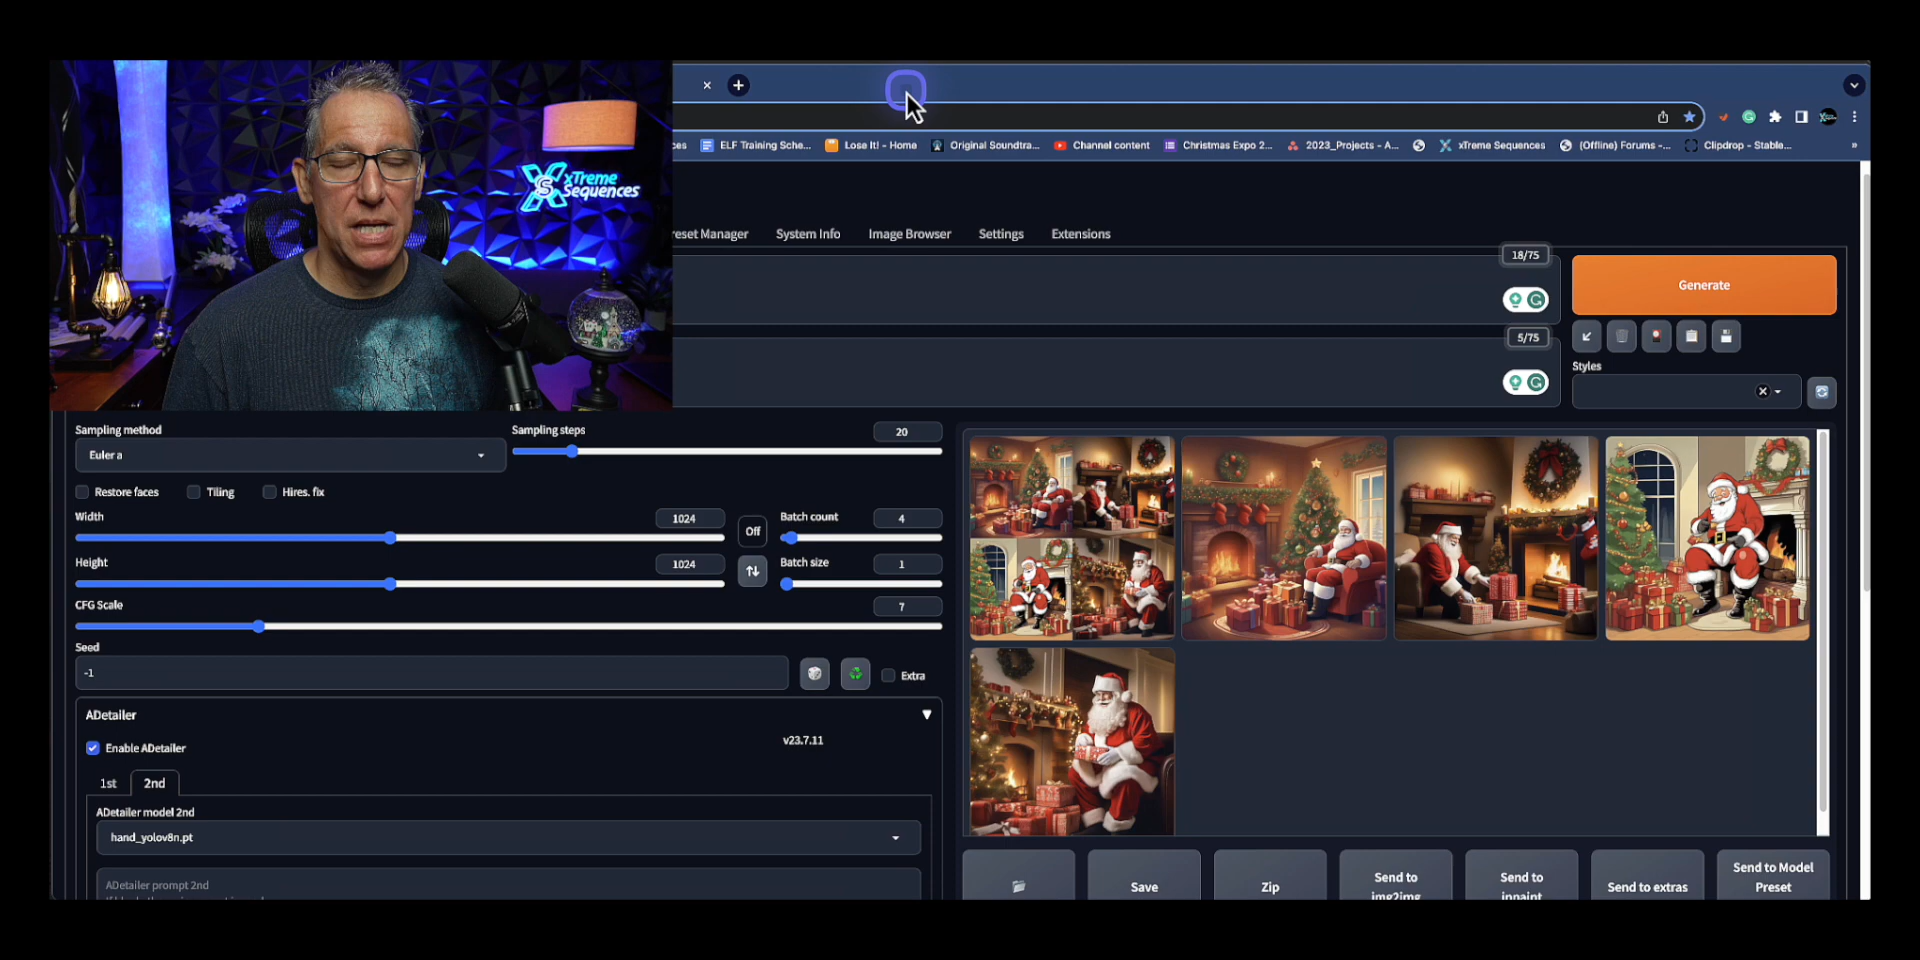 xTreme
Sequences
ces
ELF Training Sche...
Lose It! - Home
Original Soundtra...
Channel content
Christmas Expo 2...
2023_Projects - A...
xTreme Sequences
(Offline) Forums -...
Clipdrop - Stable...
»
reset Manager
System Info
Image Browser
Settings
Extensions
18/75
Generate
5/75
Styles
Sampling method
Sampling steps
20
Euler a
Restore faces
Tiling
Hires. fix
Width
1024
Off
Batch count
4
Height
1024
Batch size
1
CFG Scale
7
Seed
-1
Extra
ADetailer
Enable ADetailer
v23.7.11
1st
2nd
ADetailer model 2nd
hand_yolov8n.pt
ADetailer prompt 2nd
Save
Zip
Send to
img2img
Send to
inpaint
Send to extras
Send to Model
Preset